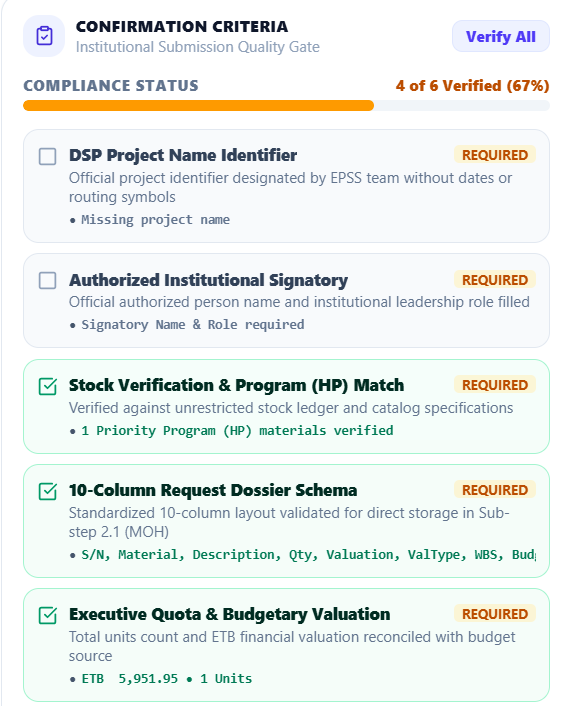 CONFIRMATION CRITERIA
Institutional Submission Quality Gate
Verify All
COMPLIANCE STATUS
4 of 6 Verified (67%)
DSP Project Name Identifier
REQUIRED
Official project identifier designated by EPSS team without dates or
routing symbols
• Missing project name
Authorized Institutional Signatory
REQUIRED
Official authorized person name and institutional leadership role filled
• Signatory Name & Role required
Stock Verification & Program (HP) Match
REQUIRED
Verified against unrestricted stock ledger and catalog specifications
• 1 Priority Program (HP) materials verified
10-Column Request Dossier Schema
REQUIRED
Standardized 10-column layout validated for direct storage in Sub-
step 2.1 (MOH)
• S/N, Material, Description, Qty, Valuation, ValType, WBS, Bud
Executive Quota & Budgetary Valuation
REQUIRED
Total units count and ETB financial valuation reconciled with budget
source
• ETB 5,951.95 • 1 Units